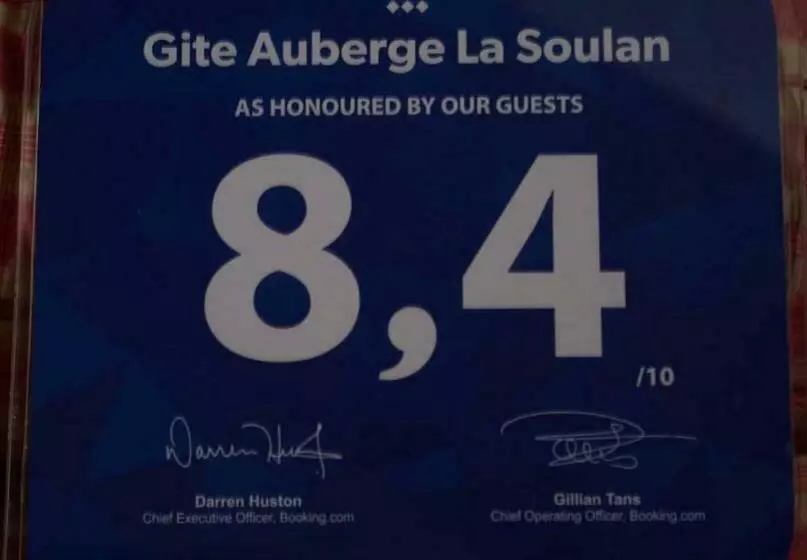 Gite Auberge La Soulan
AS HONOURED BY OUR GUESTS
8,4
/10
Darren Huston
Gillian Tans
Chief Executive Officer, Booking.com
Chief Operating Officer, Booking.com